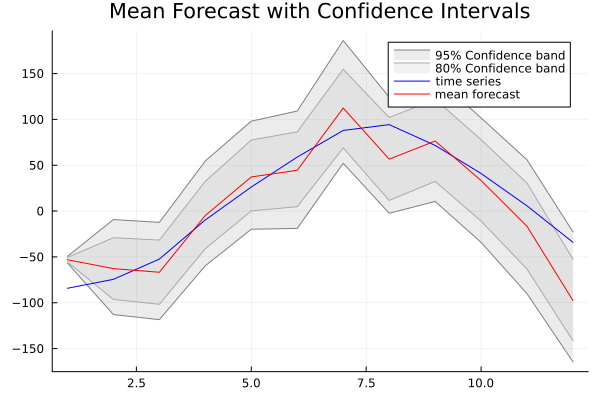 Mean Forecast with Confidence Intervals
95% Confidence band
80% Confidence band
time series
mean forecast
150
100
50
0
−50
−100
−150
2.5 5.0 7.5 10.0